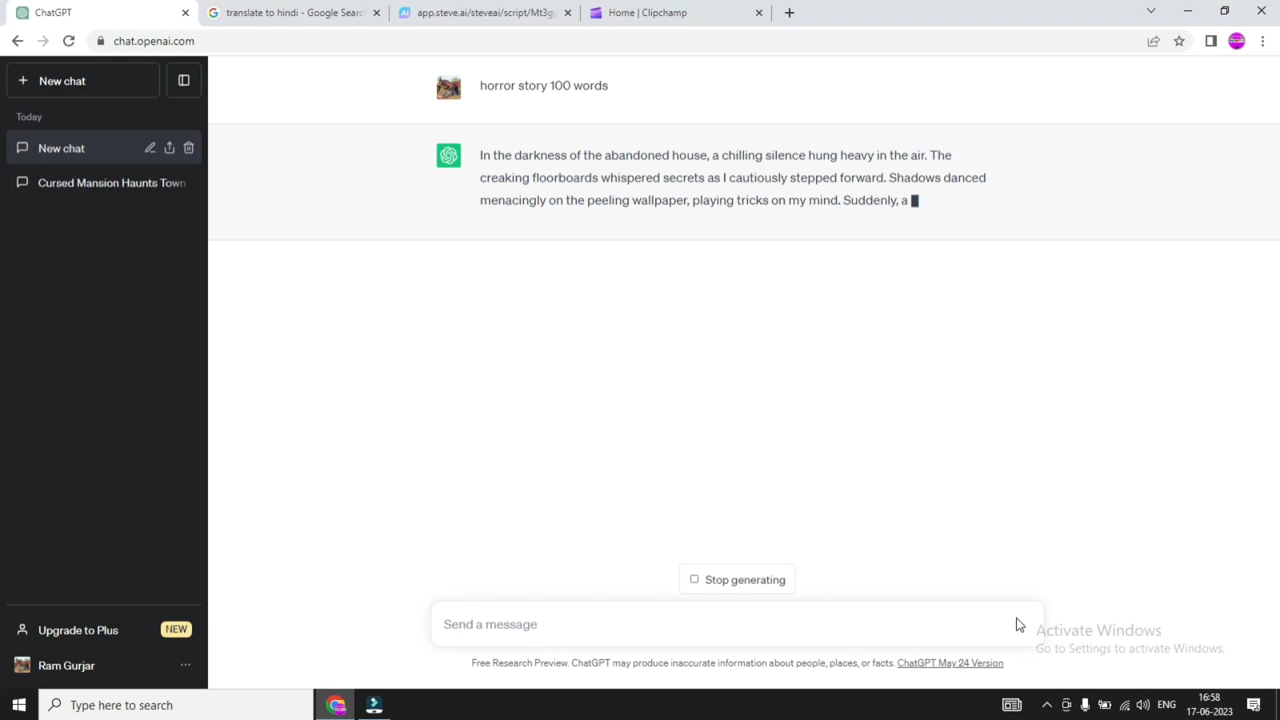 ChatGPT
translate to hindi - Google Searc
app.steve.ai/steveai/script/Mt3g
Home | Clipchamp
chat.openai.com
New chat
Today
New chat
Cursed Mansion Haunts Town
horror story 100 words
In the darkness of the abandoned house, a chilling silence hung heavy in the air. The
creaking floorboards whispered secrets as I cautiously stepped forward. Shadows danced
menacingly on the peeling wallpaper, playing tricks on my mind. Suddenly, a
Stop generating
Send a message
Free Research Preview. ChatGPT may produce inaccurate information about people, places, or facts. ChatGPT May 24 Version
Activate Windows
Go to Settings to activate Windows.
Upgrade to Plus
NEW
Ram Gurjar
Type here to search
ENG
16:58
17-06-2023